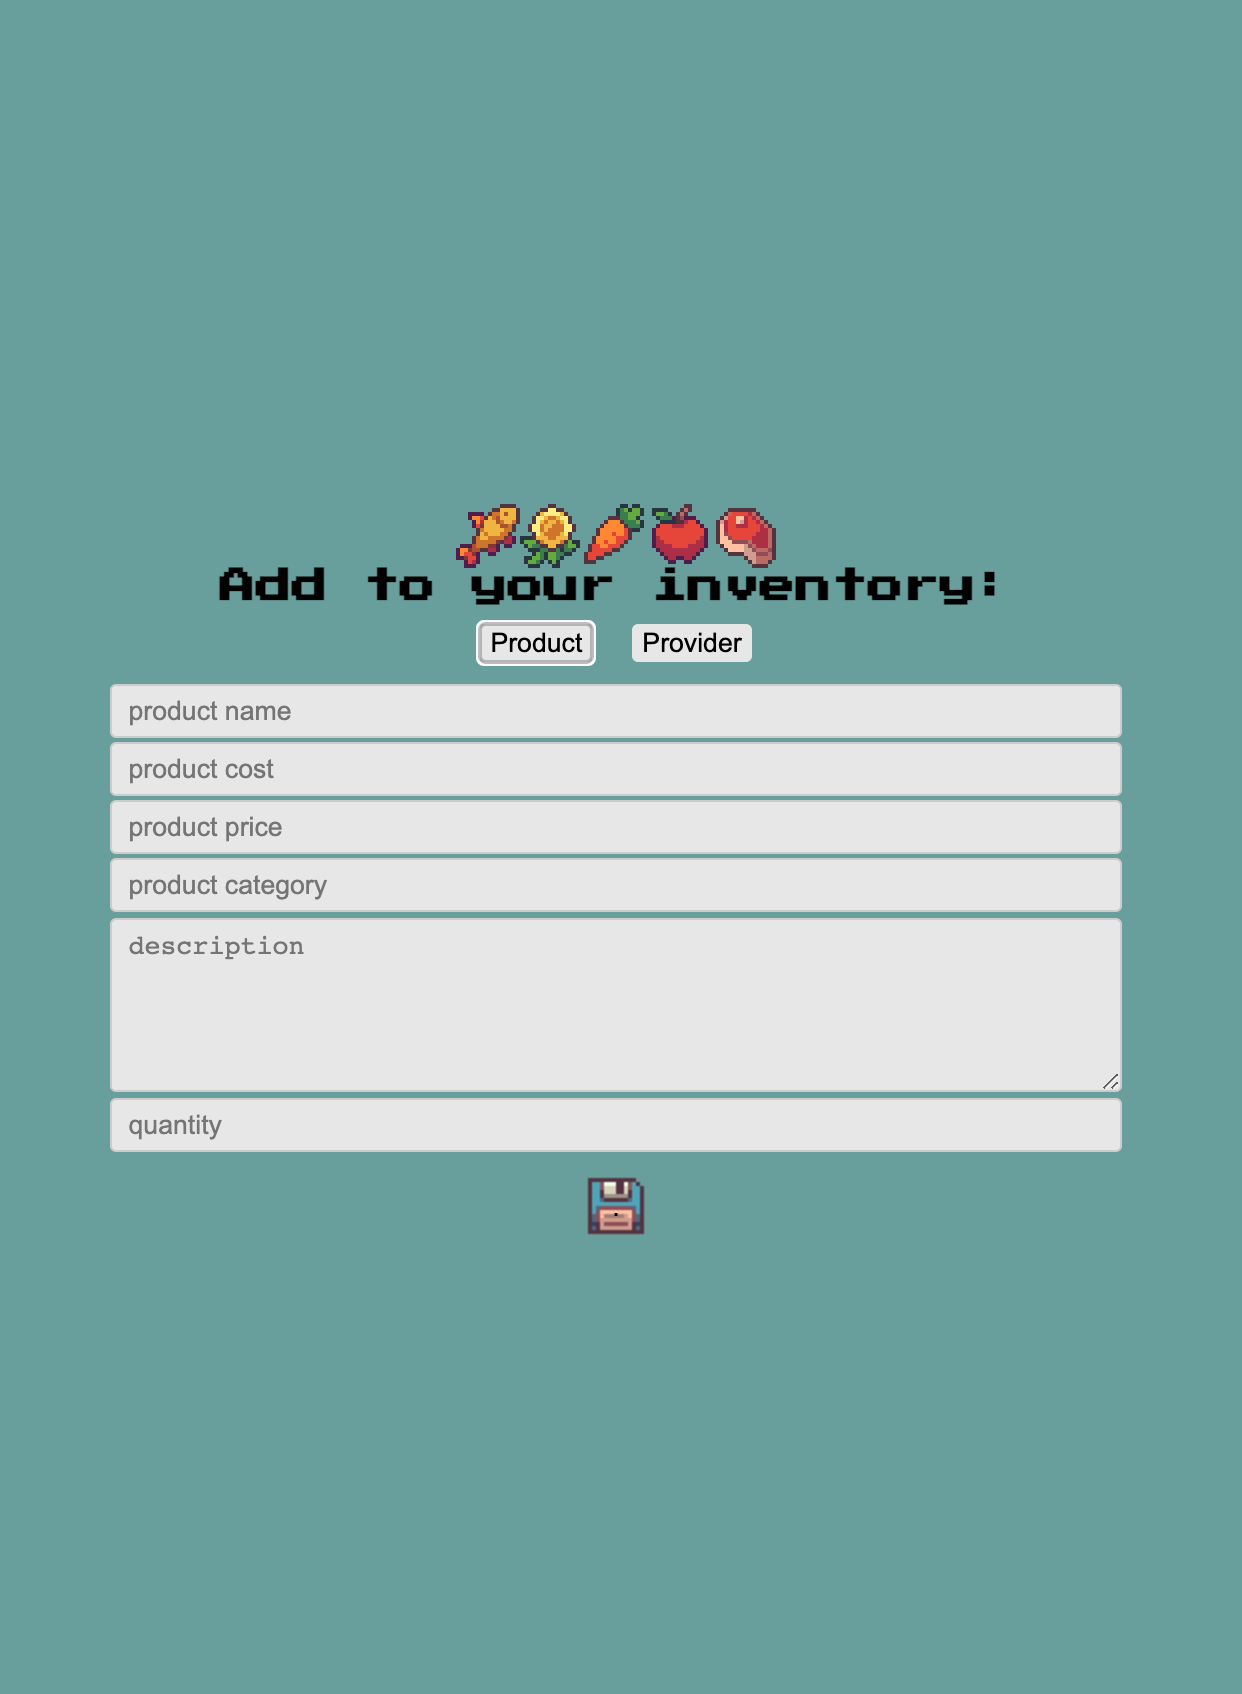 Add to your inventory:
Product Provider
product name
product cost
product price
product category
description
quantity